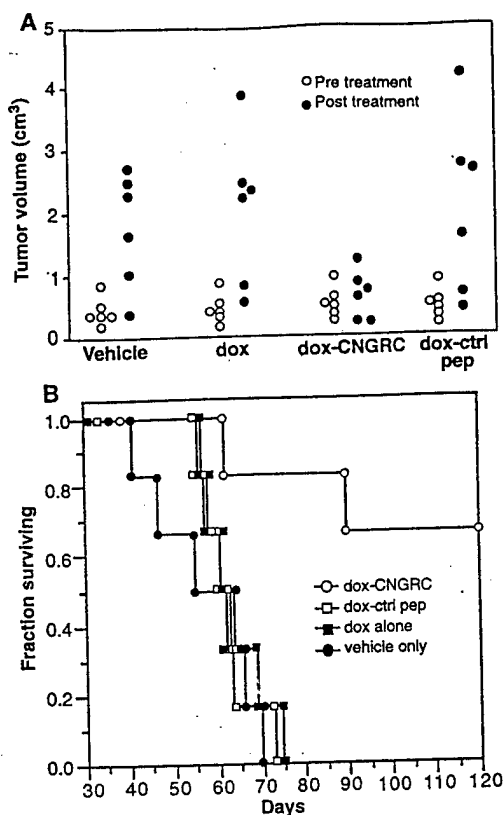 A
Tumor volume (cm³)
5
4
3
2
1
0
Pre treatment
Post treatment
Vehicle
dox
dox-CNGRC
dox-ctrl
pep
B
Fraction surviving
1.0
0.8
0.6
0.4
0.2
0.0
dox-CNGRC
dox-ctrl pep
dox alone
vehicle only
30 40 50 60 70 80 90 100 110 120
Days